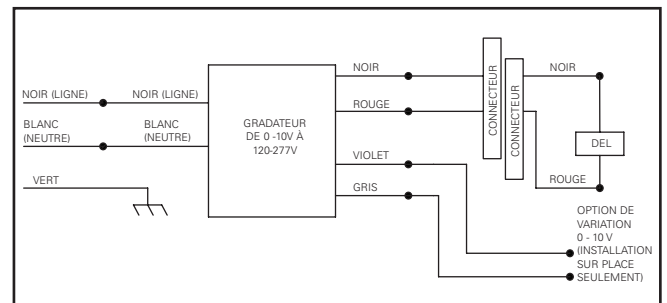 NOIR (LIGNE)
NOIR (LIGNE)
BLANC
(NEUTRE)
BLANC
(NEUTRE)
VERT
GRADATEUR
DE 0 -10V À
120-277V
NOIR
ROUGE
VIOLET
GRIS
CONNECTEUR
CONNECTEUR
NOIR
DEL
ROUGE
OPTION DE
VARIATION
0 - 10 V
(INSTALLATION
SUR PLACE
SEULEMENT)